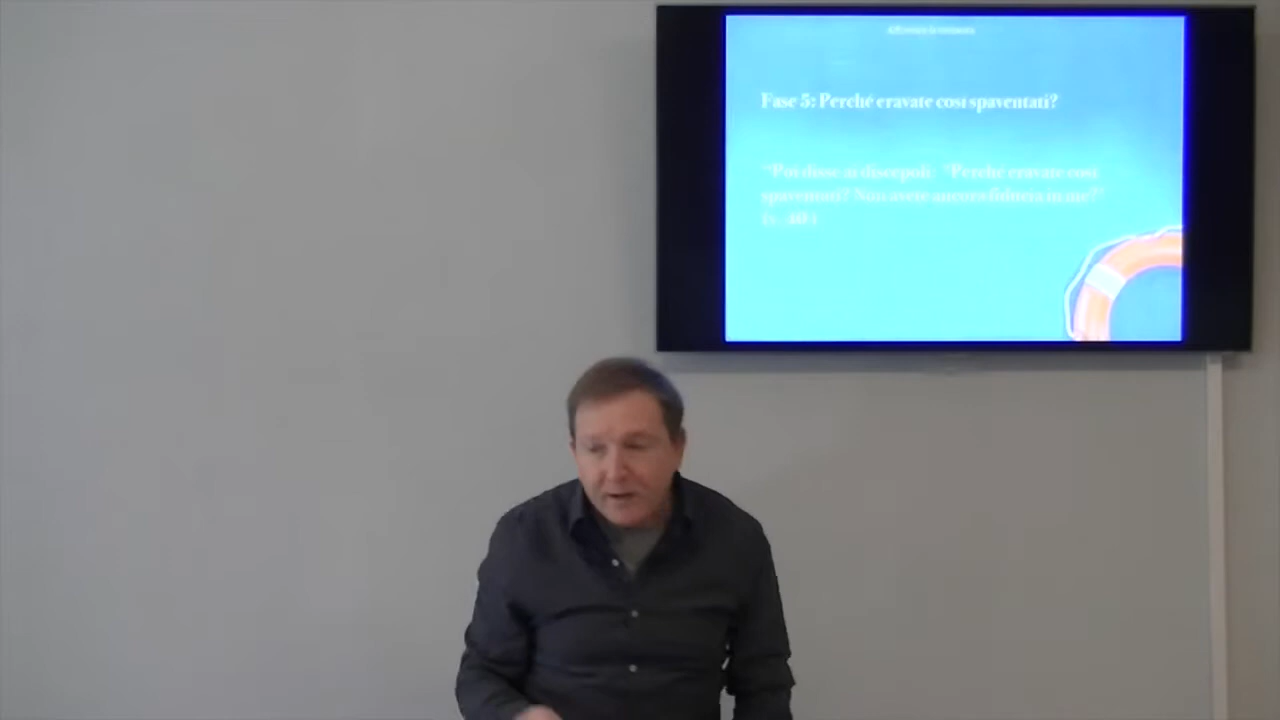 Fase 5: Perché eravate così spaventati?
"Poi disse ai discepoli: "Perché eravate così
spaventati? Non avete ancora fiducia in me?"
(v. 40).